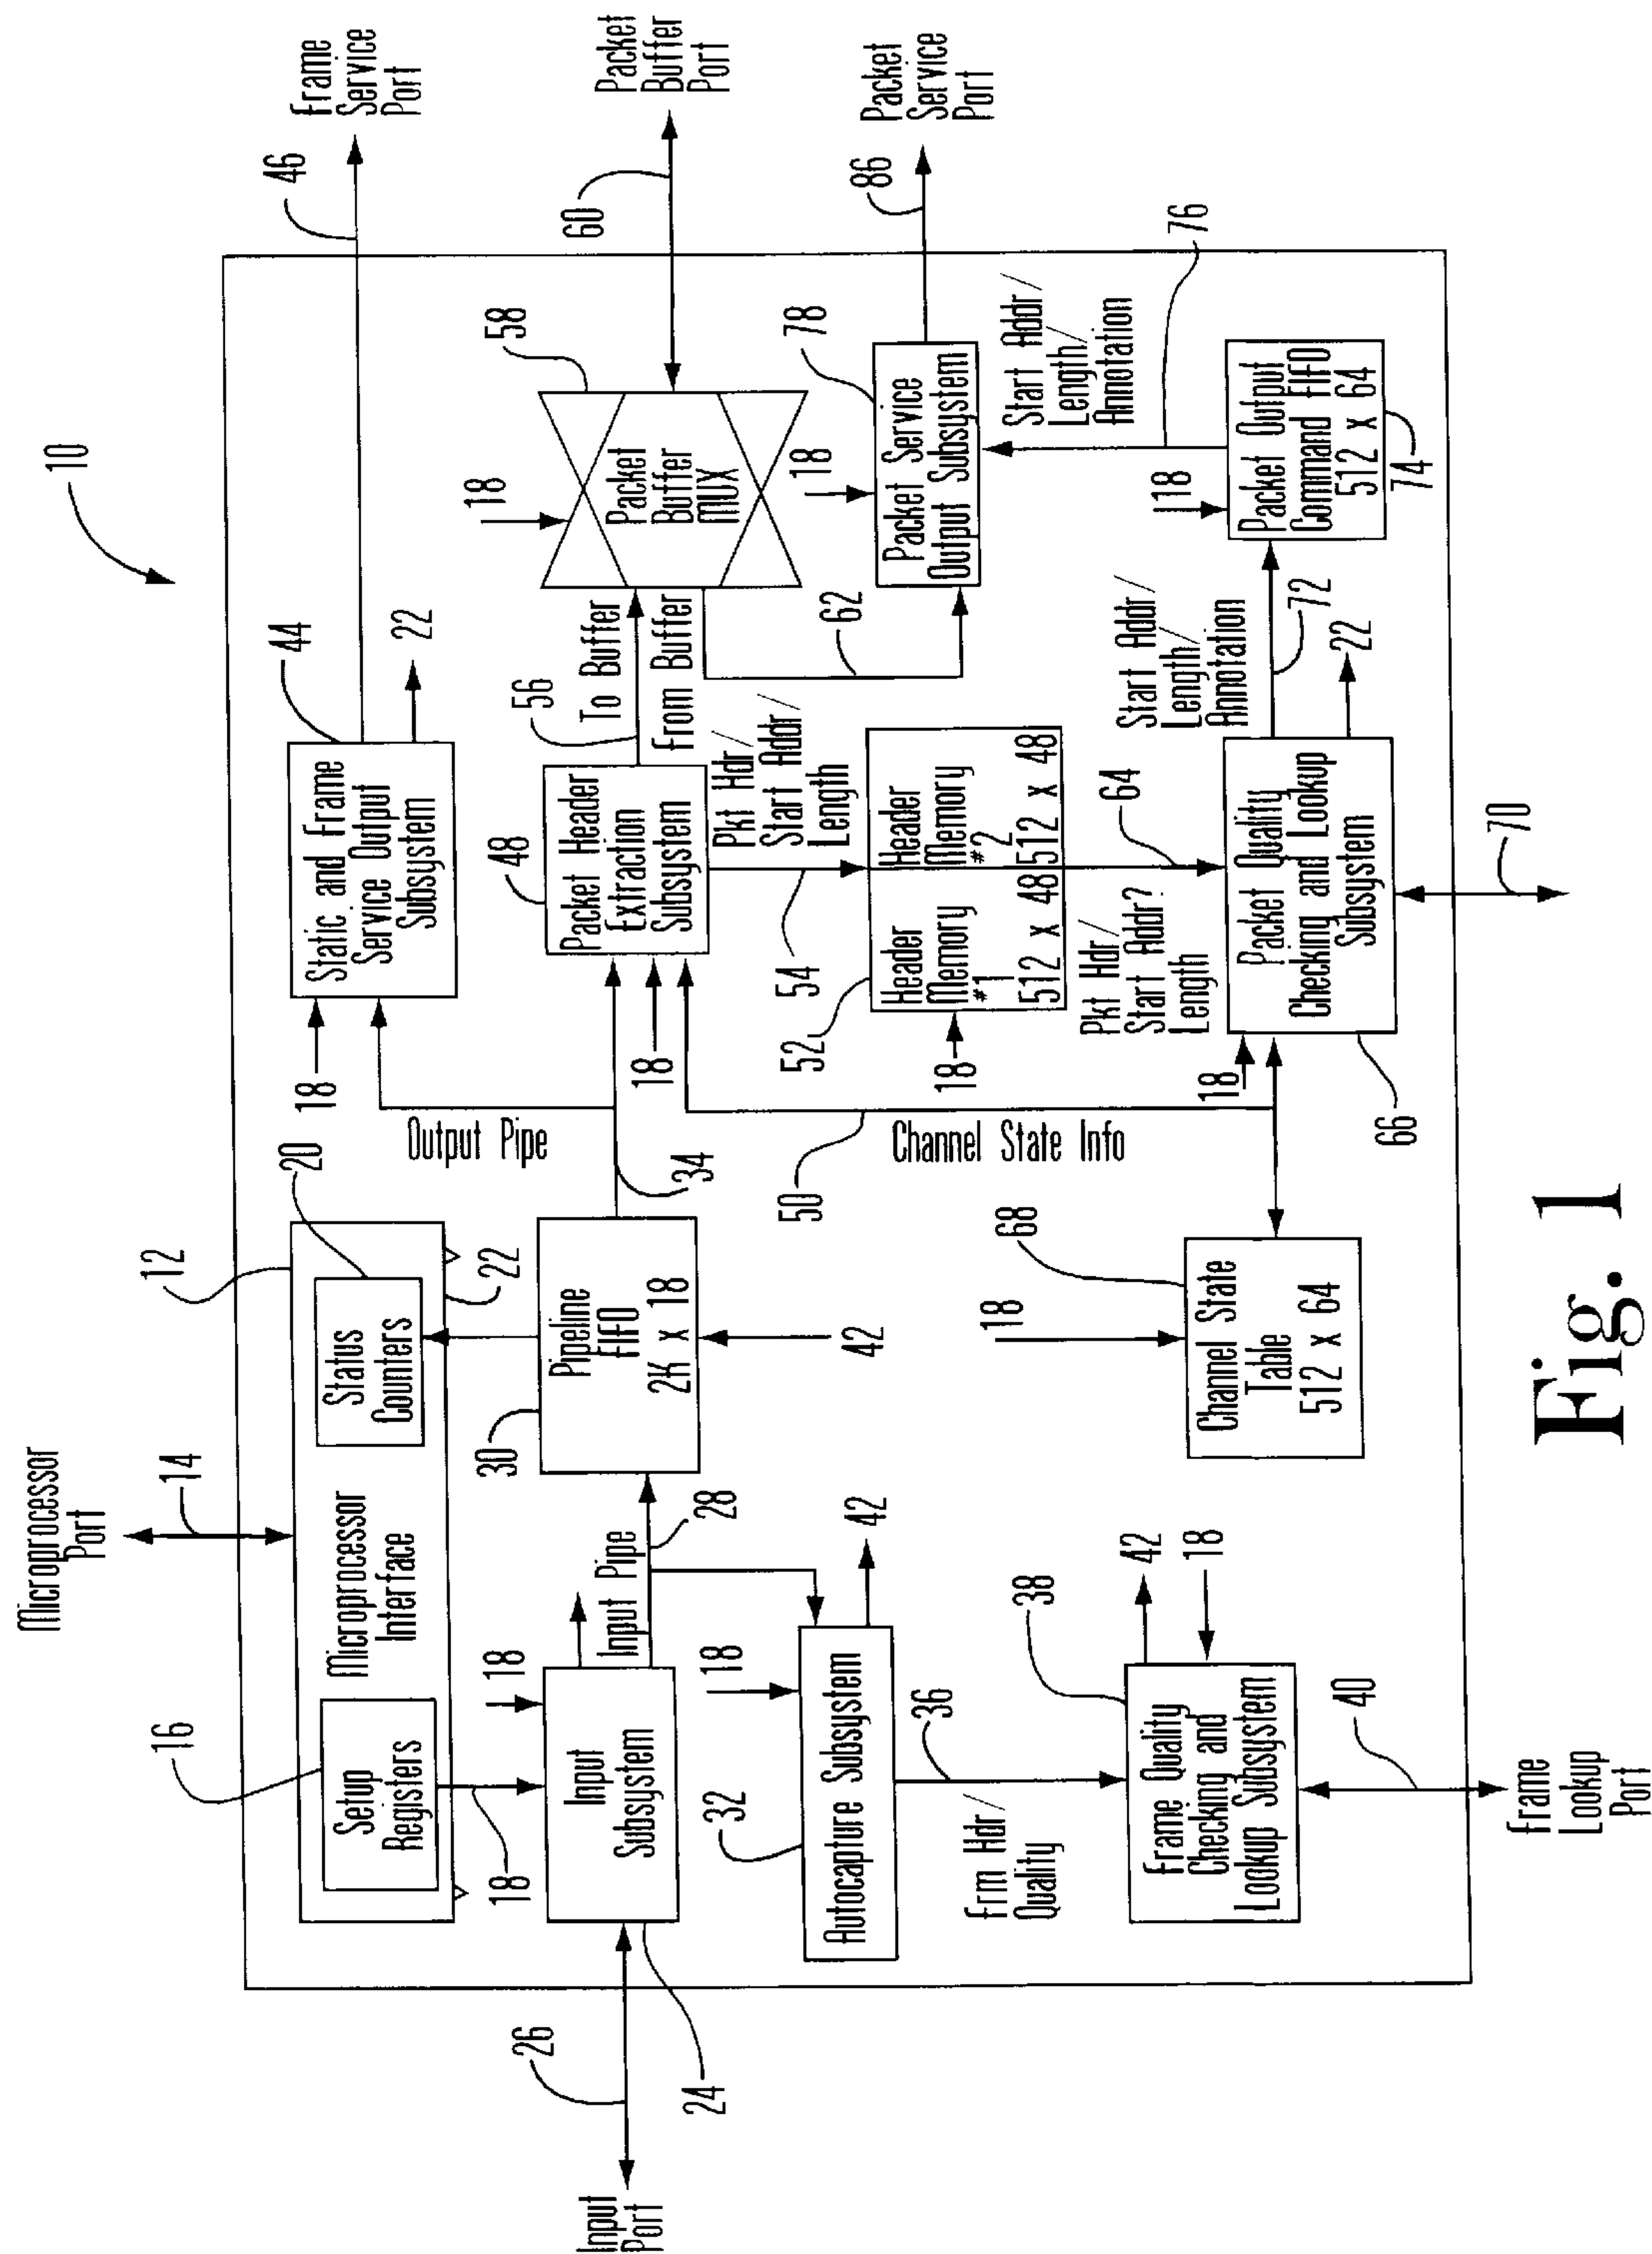 10
Microprocessor
Port
14
12
16
Setup
Registers
Microprocessor
Interface
Status
Counters
20
22
18
Input
Port
26
24
Input
Subsystem
18
Input Pipe
28
30
Pipeline
FIFO
2K x 18
42
Output Pipe
34
18
Static and Frame
Service Output
Subsystem
44
22
46
Frame
Service
Port
32
Autocapture Subsystem
18
42
36
Frm Hdr/
Quality
38
Frame Quality
Checking and
Lookup Subsystem
42
18
40
Frame
Lookup
Port
48
Packet Header
Extraction
Subsystem
18
56
To Buffer
From Buffer
58
18
Packet
Buffer
MUX
60
Packet
Buffer
Port
62
Pkt Hdr/
Start Addr/
Length
54
52
Header
Memory
#1
512 x 48
Header
Memory
#2
512 x 48
18
64
Pkt Hdr/
Start Addr?
Length
50
Channel State Info
68
18
Channel State
Table
512 x 64
18
66
Packet Quality
Checking and Lookup
Subsystem
70
22
72
Start Addr/
Length/
Annotation
18
Packet Output
Command FIFO
512 x 64
74
76
Start Addr/
Length/
Annotation
78
18
Packet Service
Output Subsystem
86
Packet
Service
Port
Fig. 1